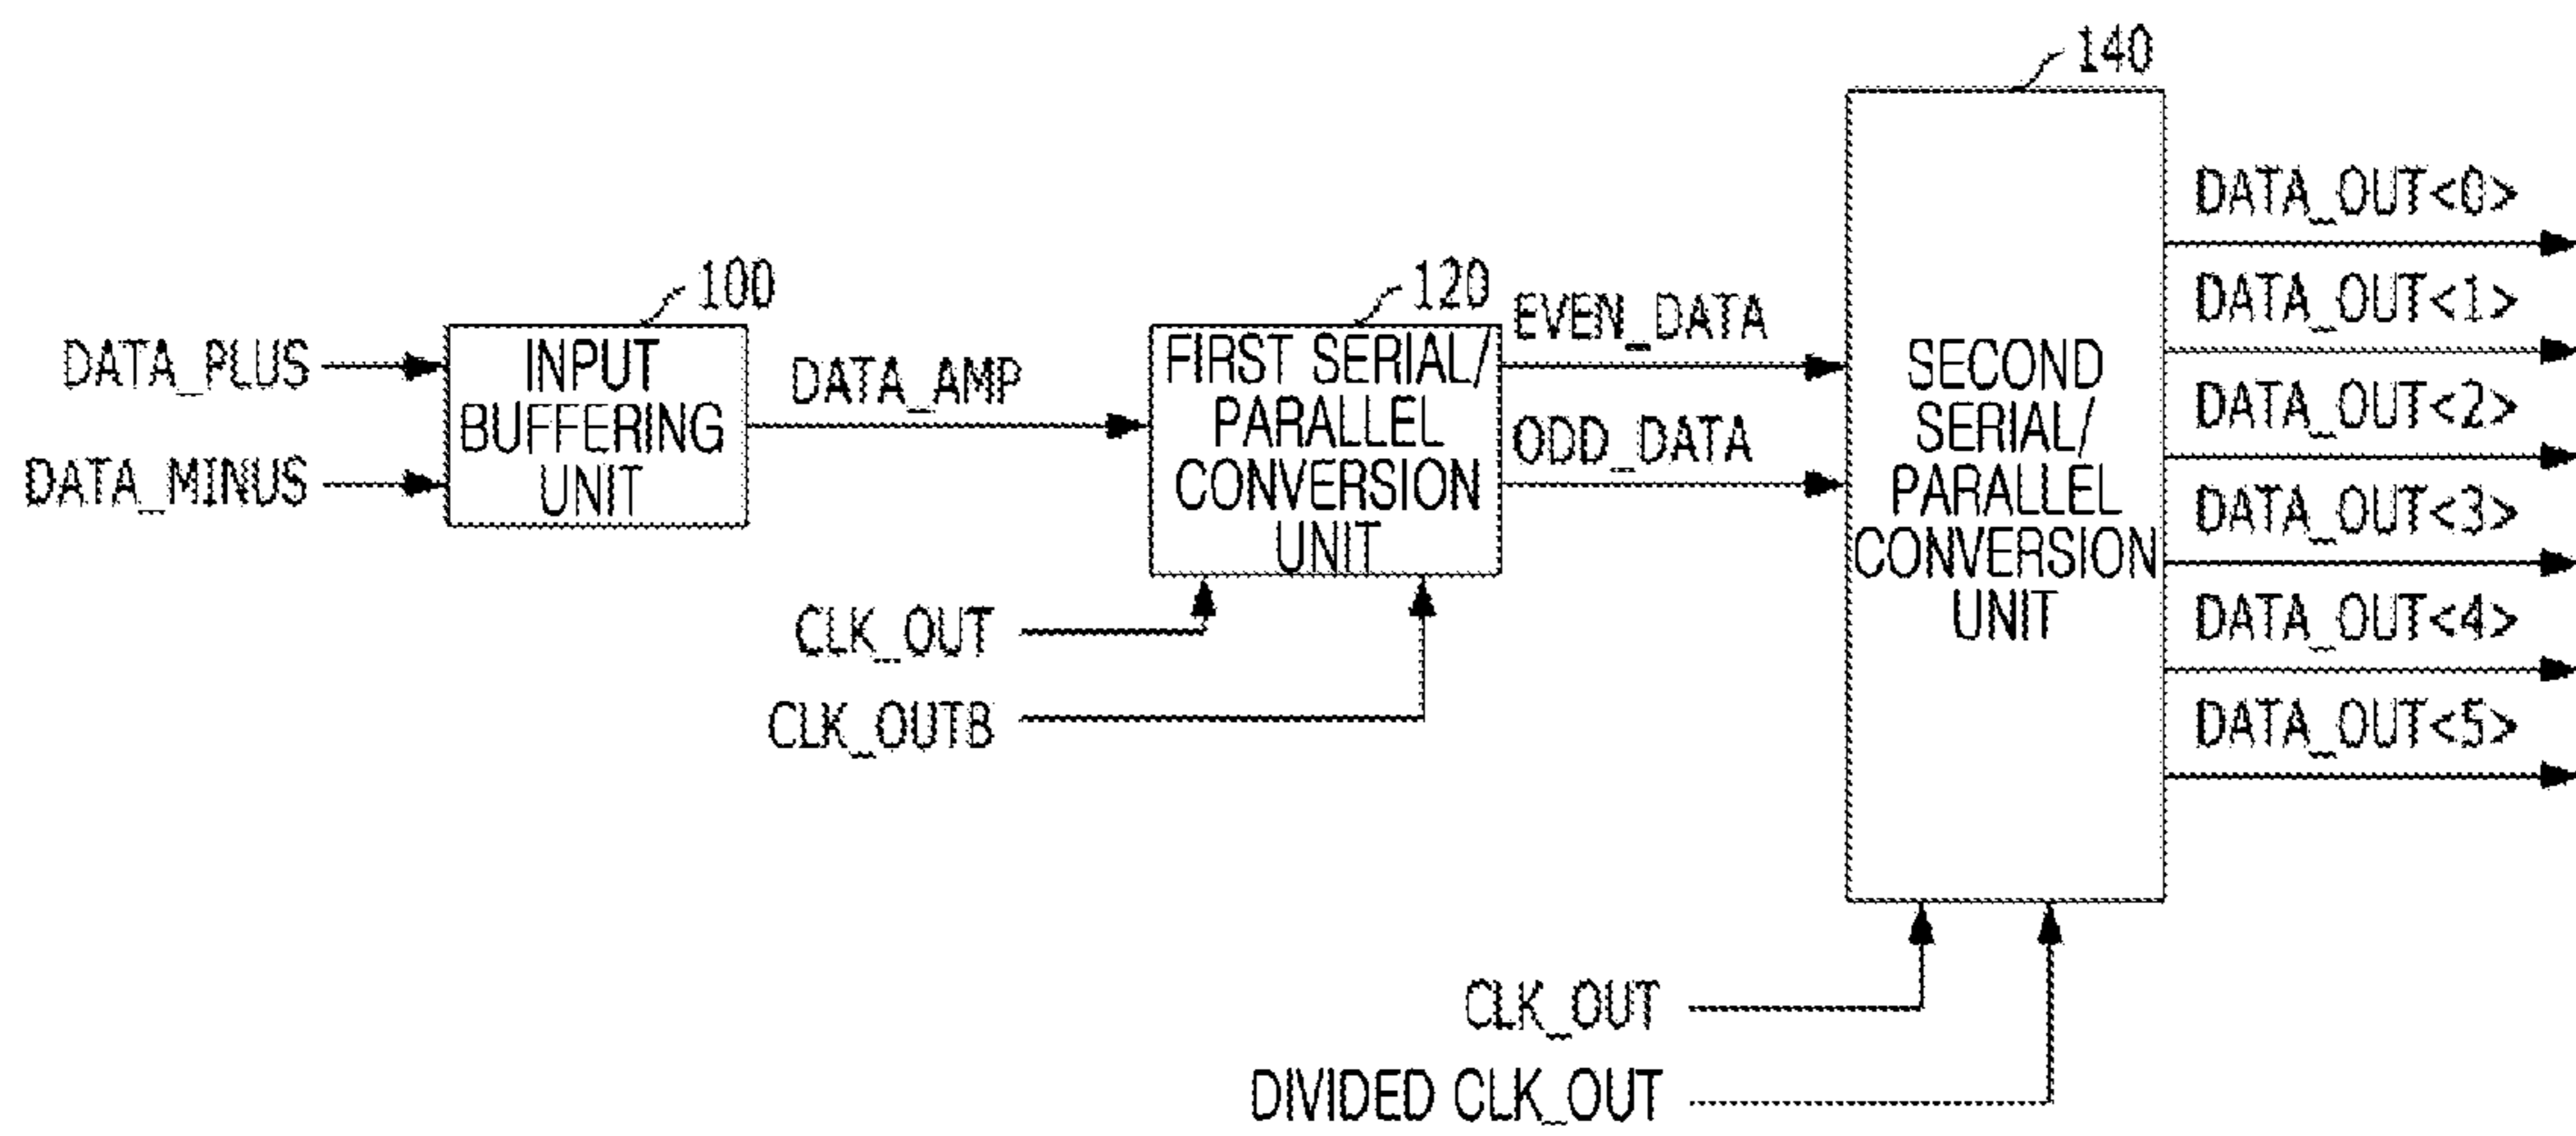 140
DATA_OUT<0>
100
120
EVEN_DATA
DATA_OUT<1>
DATA_PLUS
INPUT
BUFFERING
UNIT
DATA_AMP
FIRST SERIAL/
PARALLEL
CONVERSION
UNIT
SECOND
SERIAL/
PARALLEL
CONVERSION
UNIT
DATA_OUT<2>
ODD_DATA
DATA_MINUS
DATA_OUT<3>
CLK_OUT
DATA_OUT<4>
CLK_OUTB
DATA_OUT<5>
CLK_OUT
DIVIDED CLK_OUT